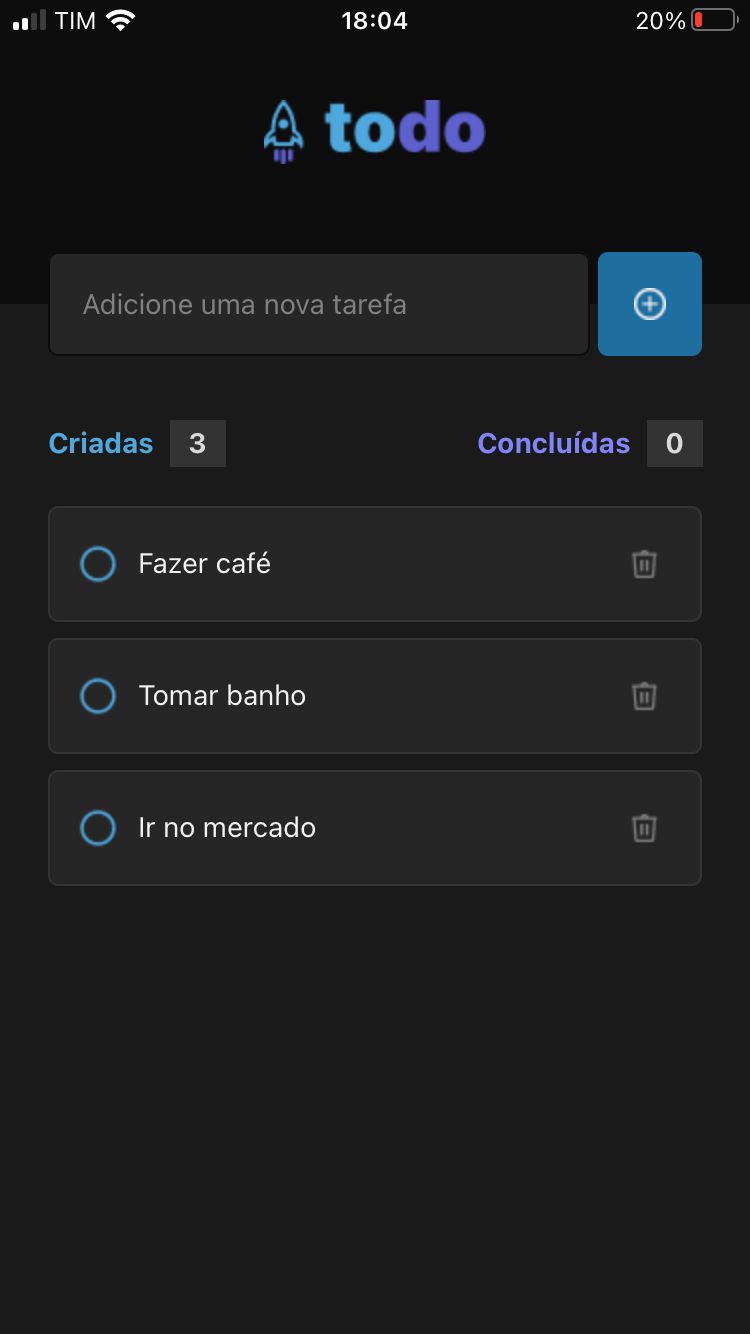 TIM 18:04 20%
todo
Adicione uma nova tarefa
Criadas 3 Concluídas 0
Fazer café
Tomar banho
Ir no mercado